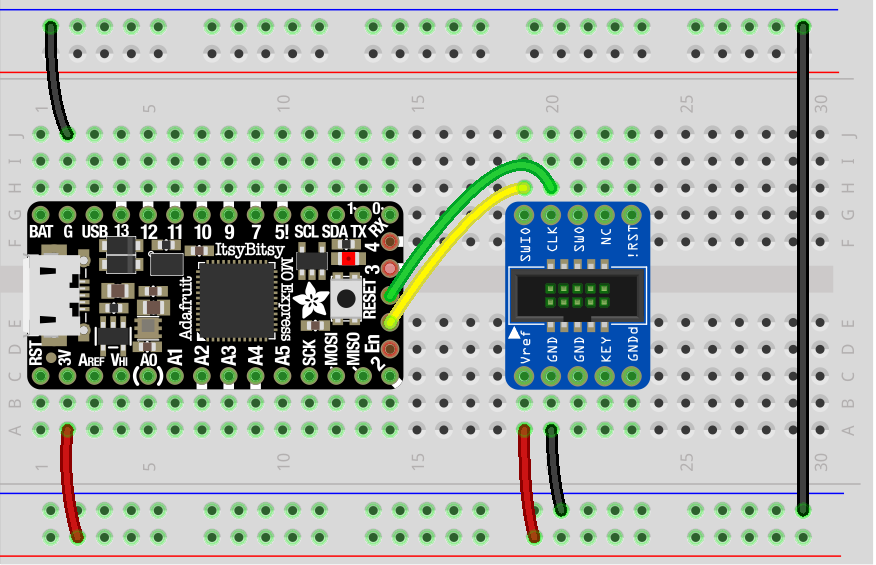 1 5 10 15 20 25 30
J J
I I
H H
G G
F F
BAT G USB 13 12 11 10 9 7 5! SCL SDA TX 1 0 RX
ItsyBitsy
4
3
RESET
En
2
Adafruit
M0 Express
RST 3V AREF VHI A0 A1 A2 A3 A4 A5 SCK MOSI MISO
SWIO CLK SWO NC !RST
Vref GND GND KEY GNDd
E E
D D
C C
B B
A A
1 5 10 15 20 25 30